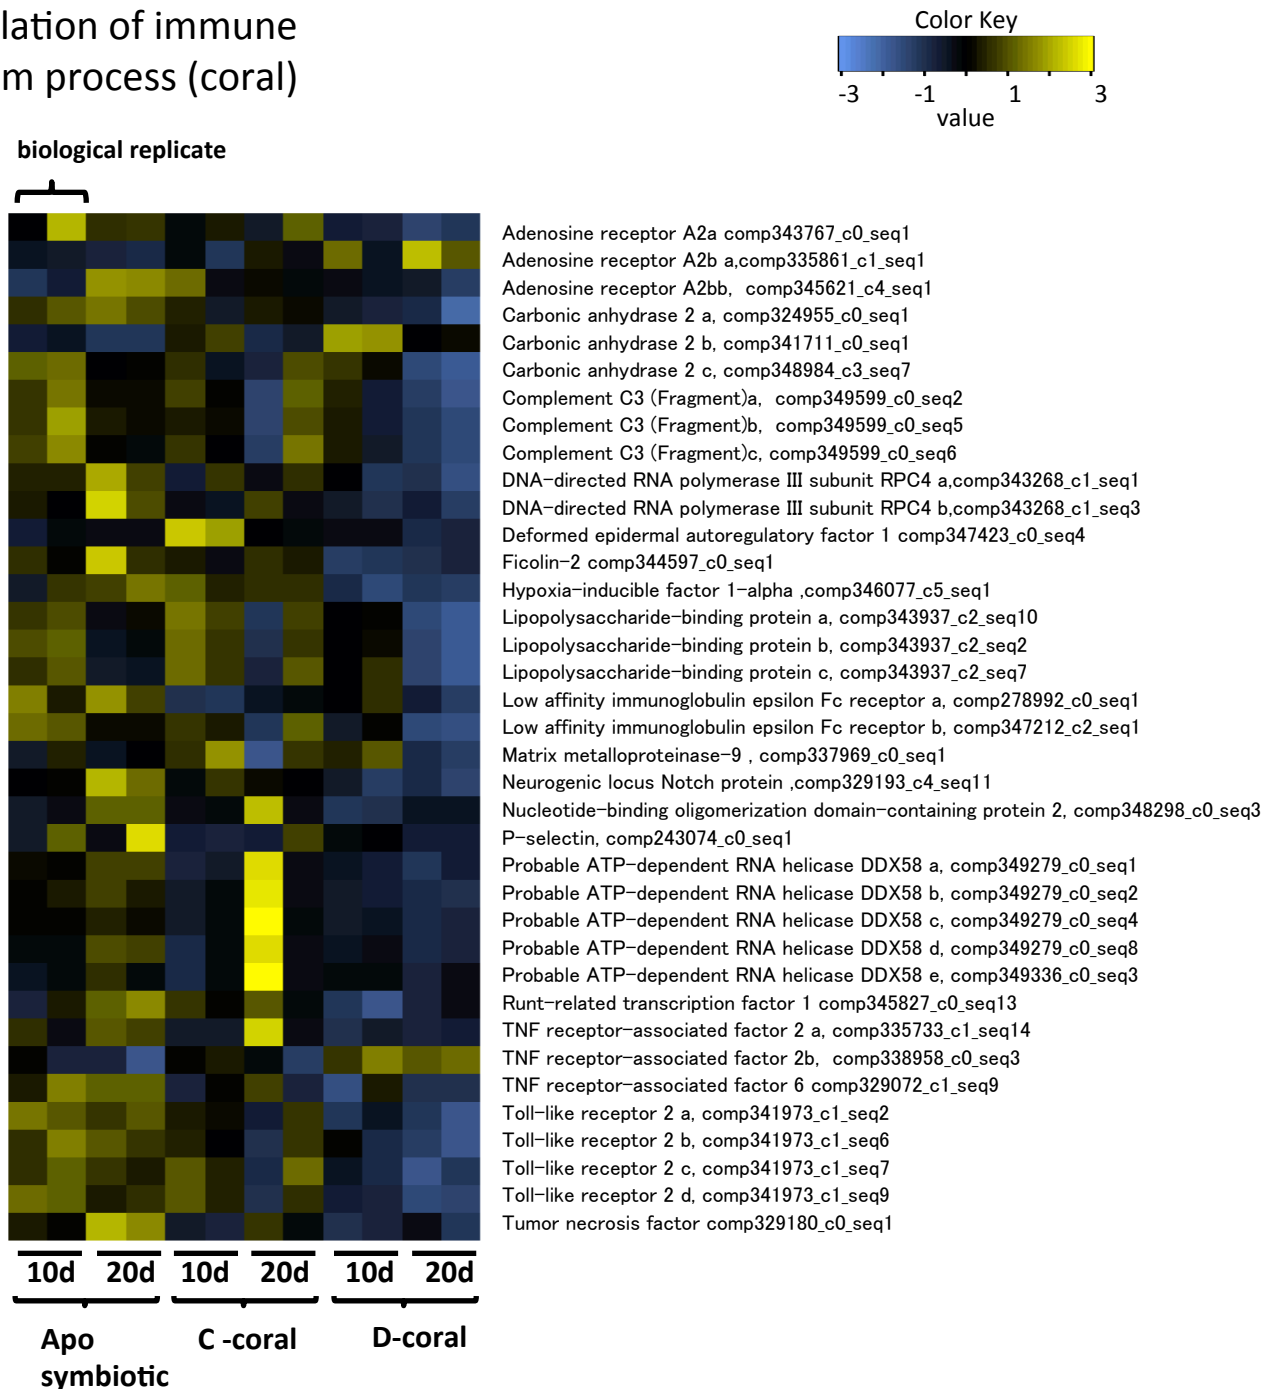 lation of immune
m process (coral)
Color Key
-3 -1 1 3
value
biological replicate
Adenosine receptor A2a comp343767_c0_seq1
Adenosine receptor A2b a,comp335861_c1_seq1
Adenosine receptor A2bb, comp345621_c4_seq1
Carbonic anhydrase 2 a, comp324955_c0_seq1
Carbonic anhydrase 2 b, comp341711_c0_seq1
Carbonic anhydrase 2 c, comp348984_c3_seq7
Complement C3 (Fragment)a, comp349599_c0_seq2
Complement C3 (Fragment)b, comp349599_c0_seq5
Complement C3 (Fragment)c, comp349599_c0_seq6
DNA-directed RNA polymerase III subunit RPC4 a,comp343268_c1_seq1
DNA-directed RNA polymerase III subunit RPC4 b,comp343268_c1_seq3
Deformed epidermal autoregulatory factor 1 comp347423_c0_seq4
Ficolin-2 comp344597_c0_seq1
Hypoxia-inducible factor 1-alpha ,comp346077_c5_seq1
Lipopolysaccharide-binding protein a, comp343937_c2_seq10
Lipopolysaccharide-binding protein b, comp343937_c2_seq2
Lipopolysaccharide-binding protein c, comp343937_c2_seq7
Low affinity immunoglobulin epsilon Fc receptor a, comp278992_c0_seq1
Low affinity immunoglobulin epsilon Fc receptor b, comp347212_c2_seq1
Matrix metalloproteinase-9 , comp337969_c0_seq1
Neurogenic locus Notch protein ,comp329193_c4_seq11
Nucleotide-binding oligomerization domain-containing protein 2, comp348298_c0_seq3
P-selectin, comp243074_c0_seq1
Probable ATP-dependent RNA helicase DDX58 a, comp349279_c0_seq1
Probable ATP-dependent RNA helicase DDX58 b, comp349279_c0_seq2
Probable ATP-dependent RNA helicase DDX58 c, comp349279_c0_seq4
Probable ATP-dependent RNA helicase DDX58 d, comp349279_c0_seq8
Probable ATP-dependent RNA helicase DDX58 e, comp349336_c0_seq3
Runt-related transcription factor 1 comp345827_c0_seq13
TNF receptor-associated factor 2 a, comp335733_c1_seq14
TNF receptor-associated factor 2b, comp338958_c0_seq3
TNF receptor-associated factor 6 comp329072_c1_seq9
Toll-like receptor 2 a, comp341973_c1_seq2
Toll-like receptor 2 b, comp341973_c1_seq6
Toll-like receptor 2 c, comp341973_c1_seq7
Toll-like receptor 2 d, comp341973_c1_seq9
Tumor necrosis factor comp329180_c0_seq1
10d 20d 10d 20d 10d 20d
Apo C -coral D-coral
symbiotic